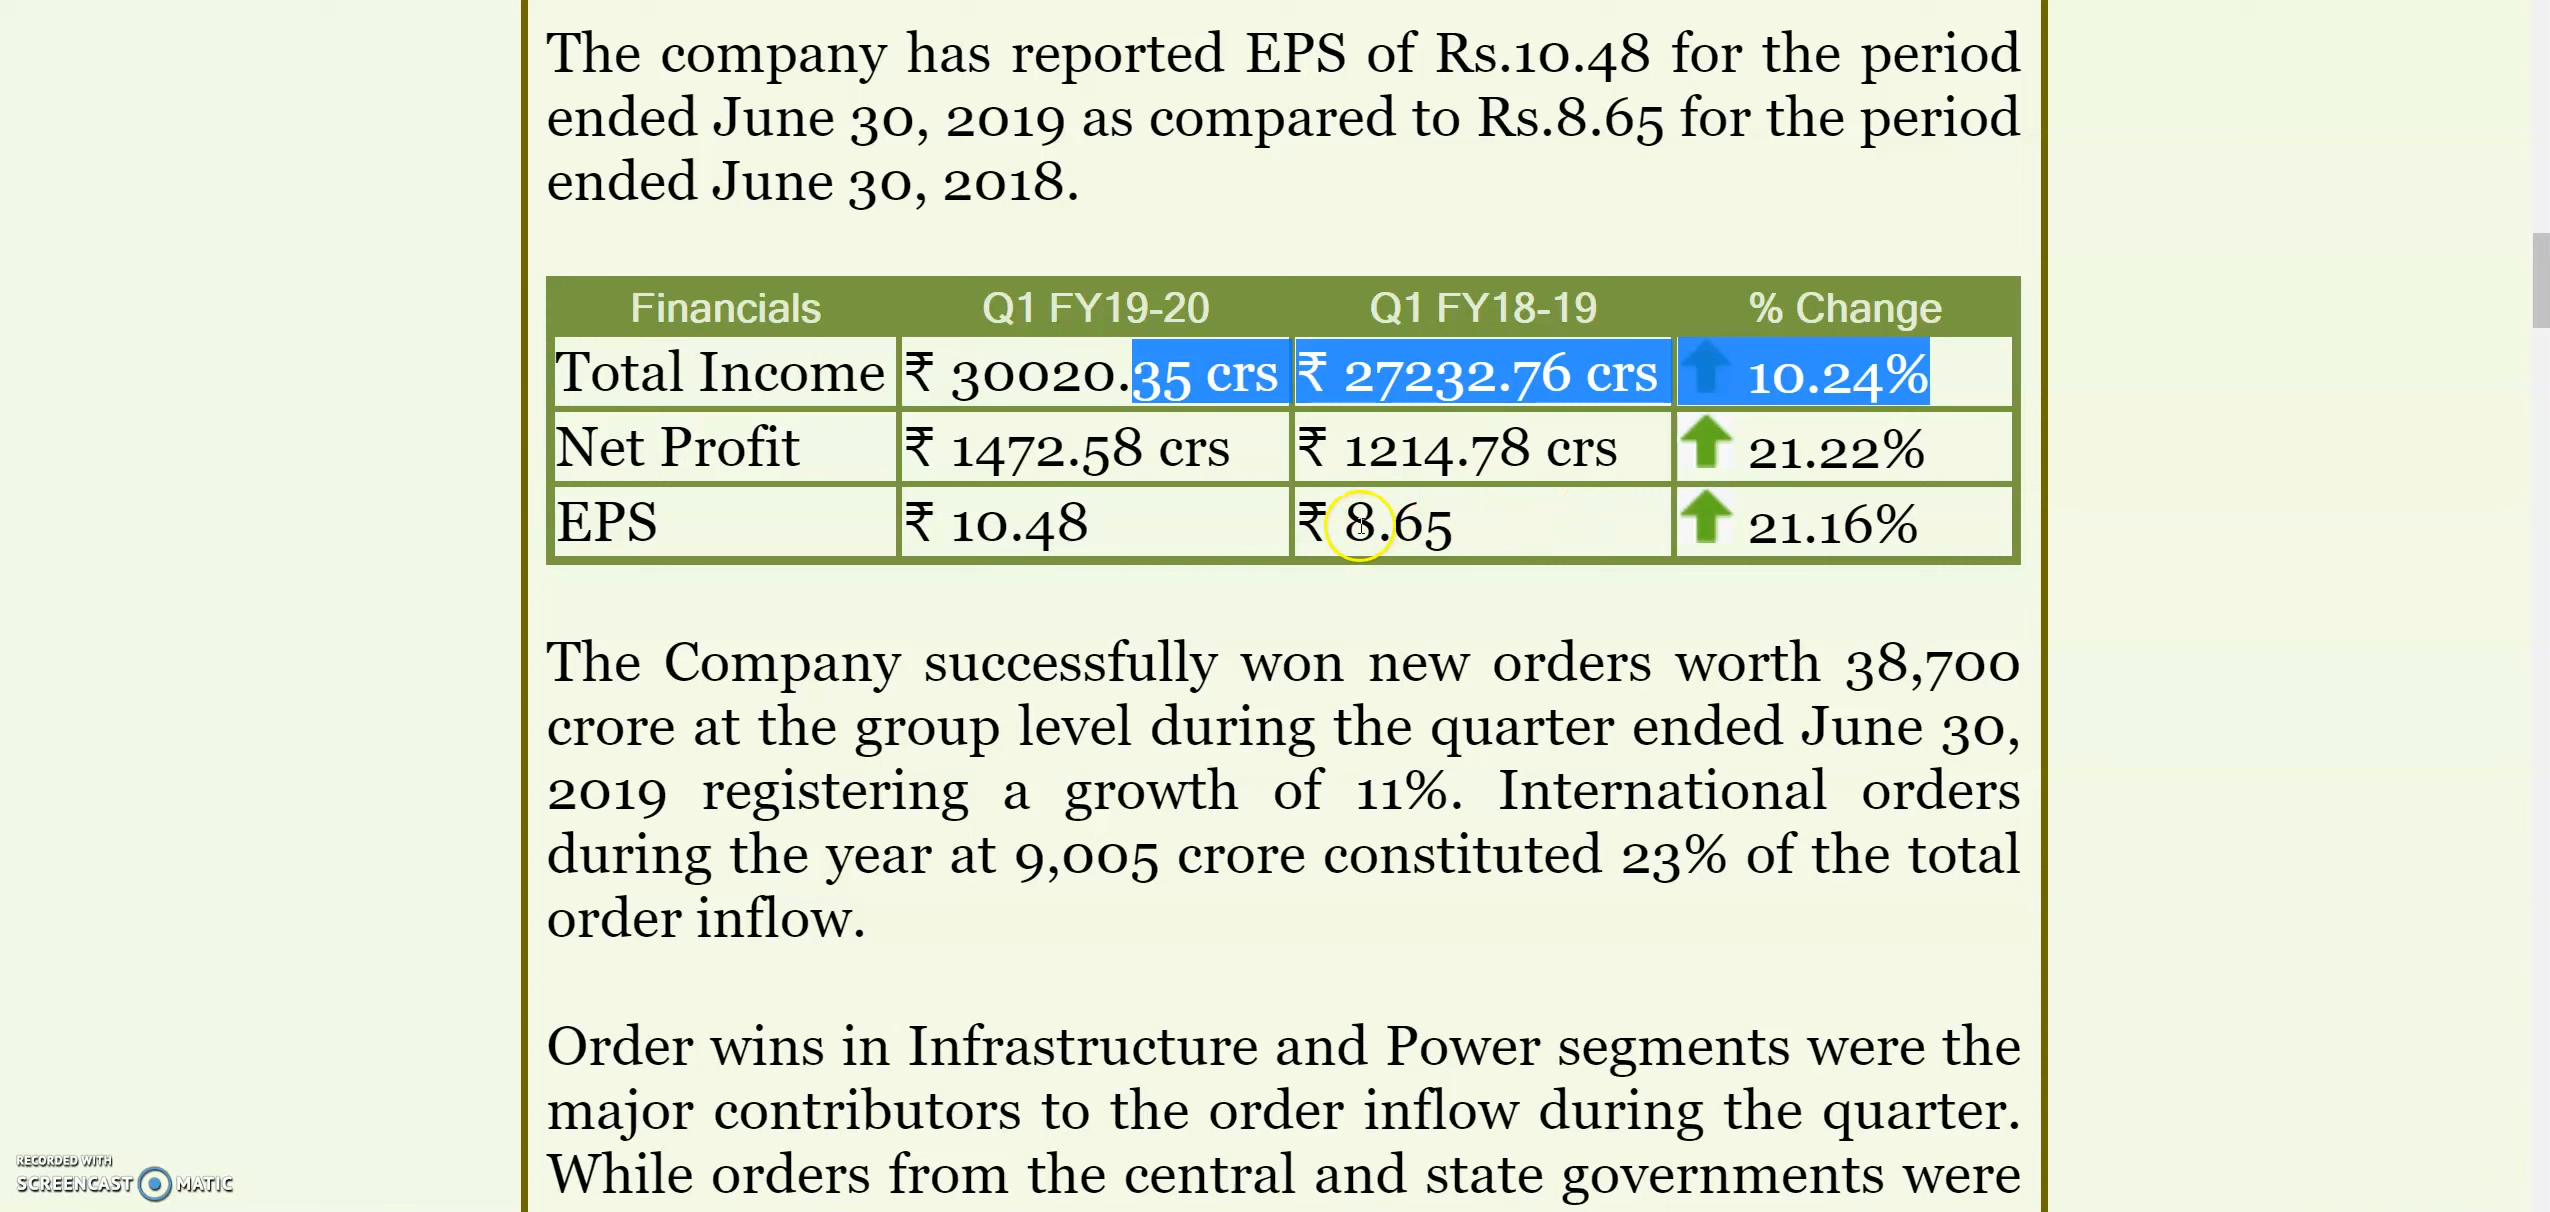 The company has reported EPS of Rs.10.48 for the period
ended June 30, 2019 as compared to Rs.8.65 for the period
ended June 30, 2018.
Financials Q1 FY19-20 Q1 FY18-19 % Change
Total Income ₹ 30020.35 crs ₹ 27232.76 crs 10.24%
Net Profit ₹ 1472.58 crs ₹ 1214.78 crs 21.22%
EPS ₹ 10.48 ₹ 8.65 21.16%
The Company successfully won new orders worth 38,700
crore at the group level during the quarter ended June 30,
2019 registering a growth of 11%. International orders
during the year at 9,005 crore constituted 23% of the total
order inflow.
Order wins in Infrastructure and Power segments were the
major contributors to the order inflow during the quarter.
While orders from the central and state governments were
RECORDED WITH
SCREENCAST MATIC